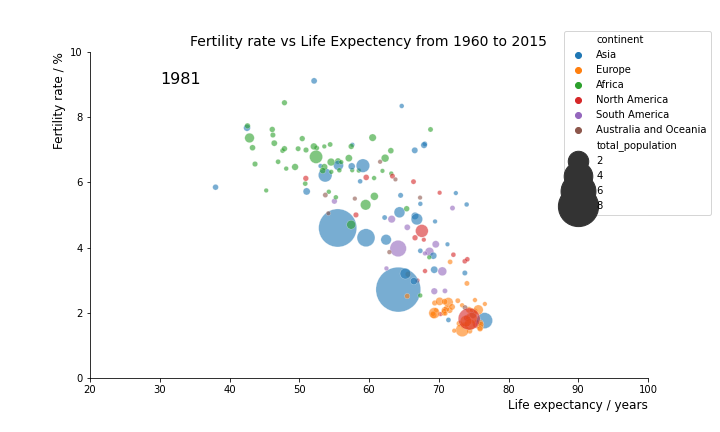 Fertility rate vs Life Expectency from 1960 to 2015
Fertility rate / %
1981
10
8
6
4
2
0
20
30
40
50
60
70
80
90
100
Life expectancy / years
continent
Asia
Europe
Africa
North America
South America
Australia and Oceania
total_population
2
4
6
8